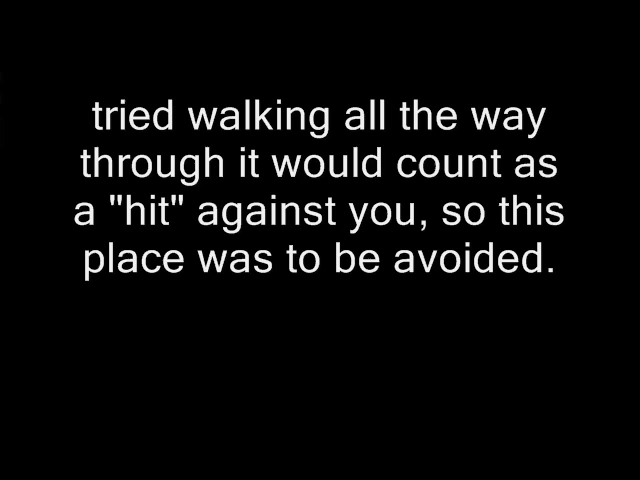 tried walking all the way
through it would count as
a "hit" against you, so this
place was to be avoided.